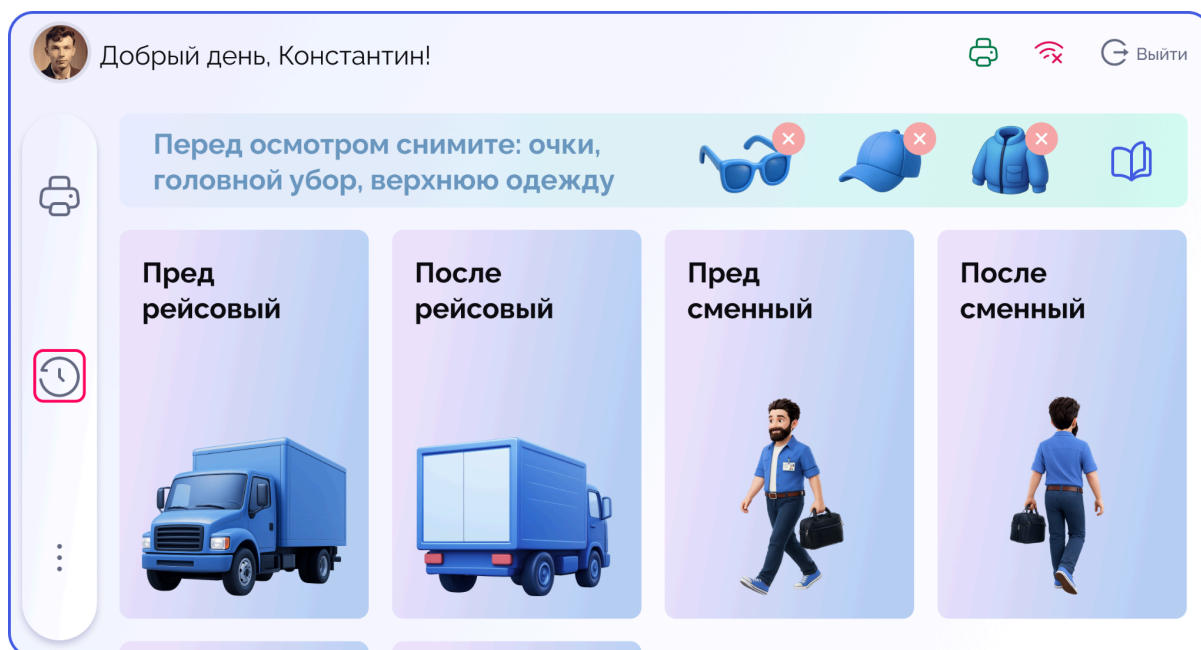 Добрый день, Константин!
Выйти
Перед осмотром снимите: очки,
головной убор, верхнюю одежду
Пред
рейсовый
После
рейсовый
Пред
сменный
После
сменный